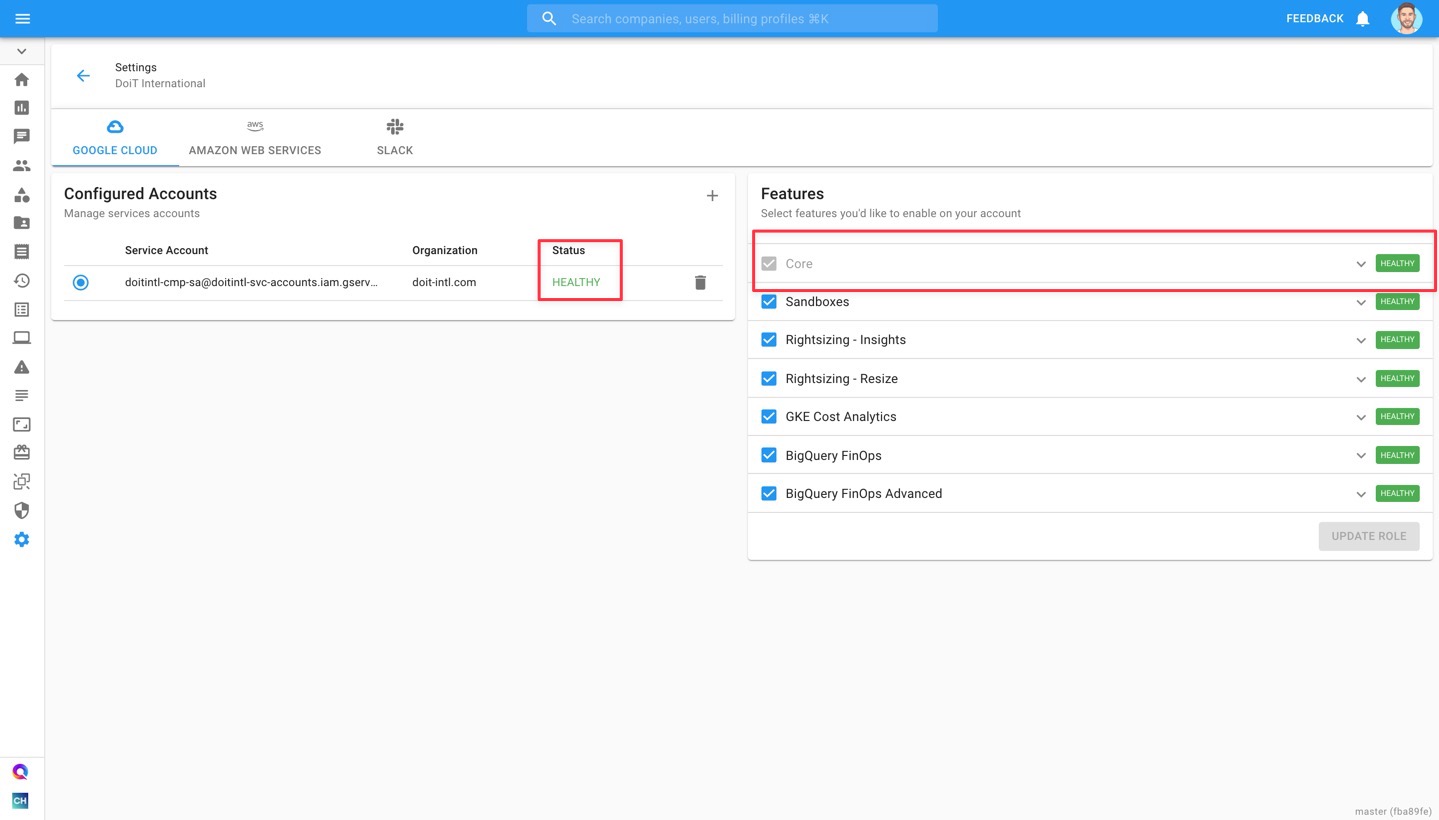 Search companies, users, billing profiles ⌘K
FEEDBACK
Settings
DoiT International
GOOGLE CLOUD
aws
AMAZON WEB SERVICES
SLACK
Configured Accounts
Manage services accounts
Service Account Organization Status
doitintl-cmp-sa@doitintl-svc-accounts.iam.gserv... doit-intl.com HEALTHY
Features
Select features you'd like to enable on your account
Core HEALTHY
Sandboxes HEALTHY
Rightsizing - Insights HEALTHY
Rightsizing - Resize HEALTHY
GKE Cost Analytics HEALTHY
BigQuery FinOps HEALTHY
BigQuery FinOps Advanced HEALTHY
UPDATE ROLE
CH
master (fba89fe)